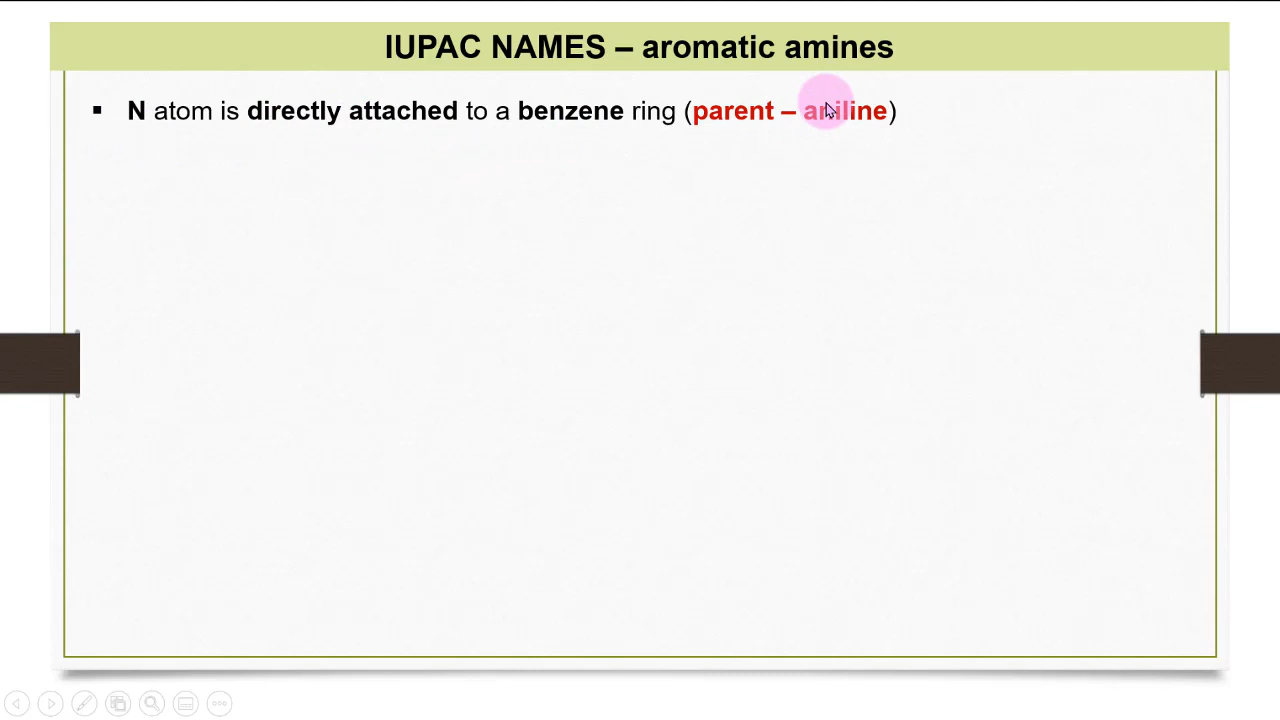 IUPAC NAMES – aromatic amines
▪ N atom is directly attached to a benzene ring (parent – aniline)